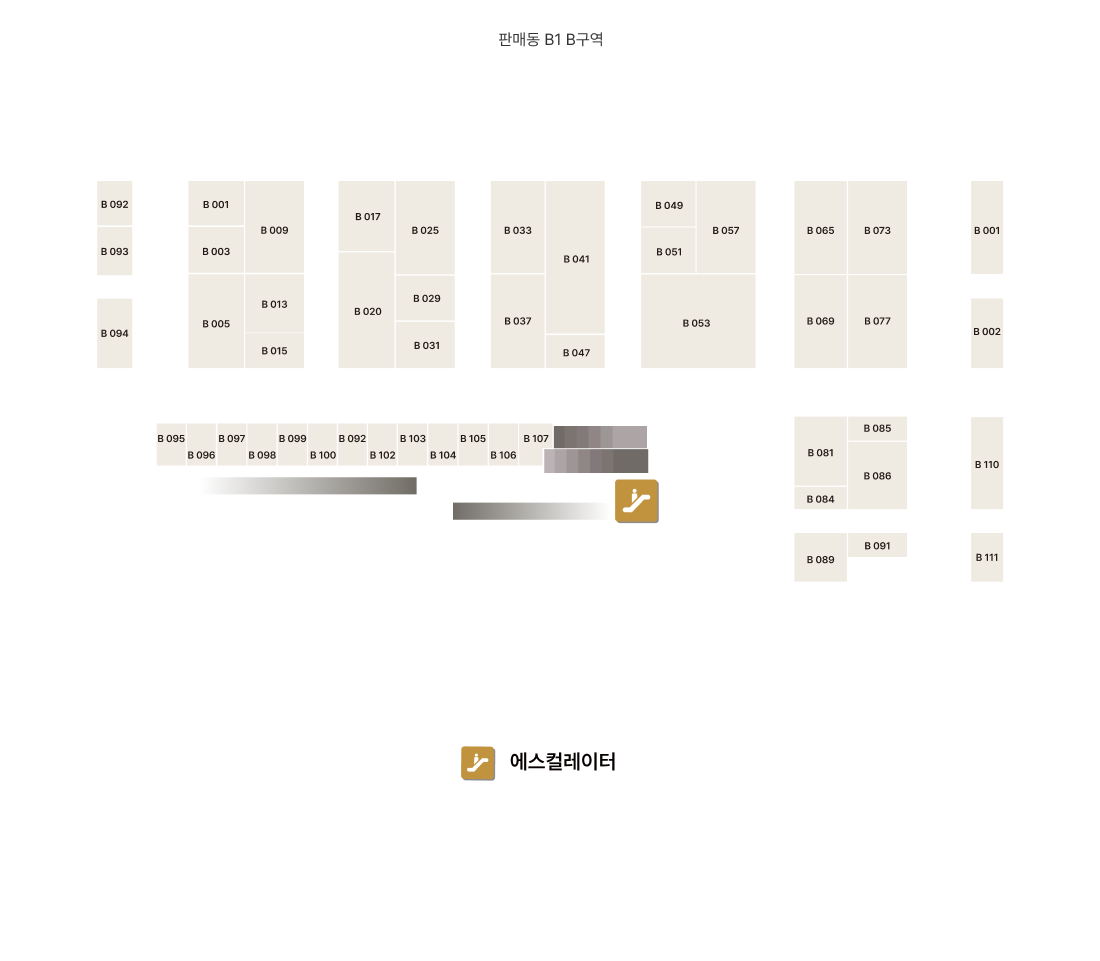 판매동 B1 B구역
B 092
B 093
B 094
B 001
B 003
B 005
B 009
B 013
B 015
B 017
B 020
B 025
B 029
B 031
B 033
B 037
B 041
B 047
B 049
B 051
B 057
B 053
B 065
B 069
B 073
B 077
B 001
B 002
B 095
B 096
B 097
B 098
B 099
B 100
B 092
B 102
B 103
B 104
B 105
B 106
B 107
B 081
B 084
B 085
B 086
B 089
B 091
B 110
B 111
에스컬레이터